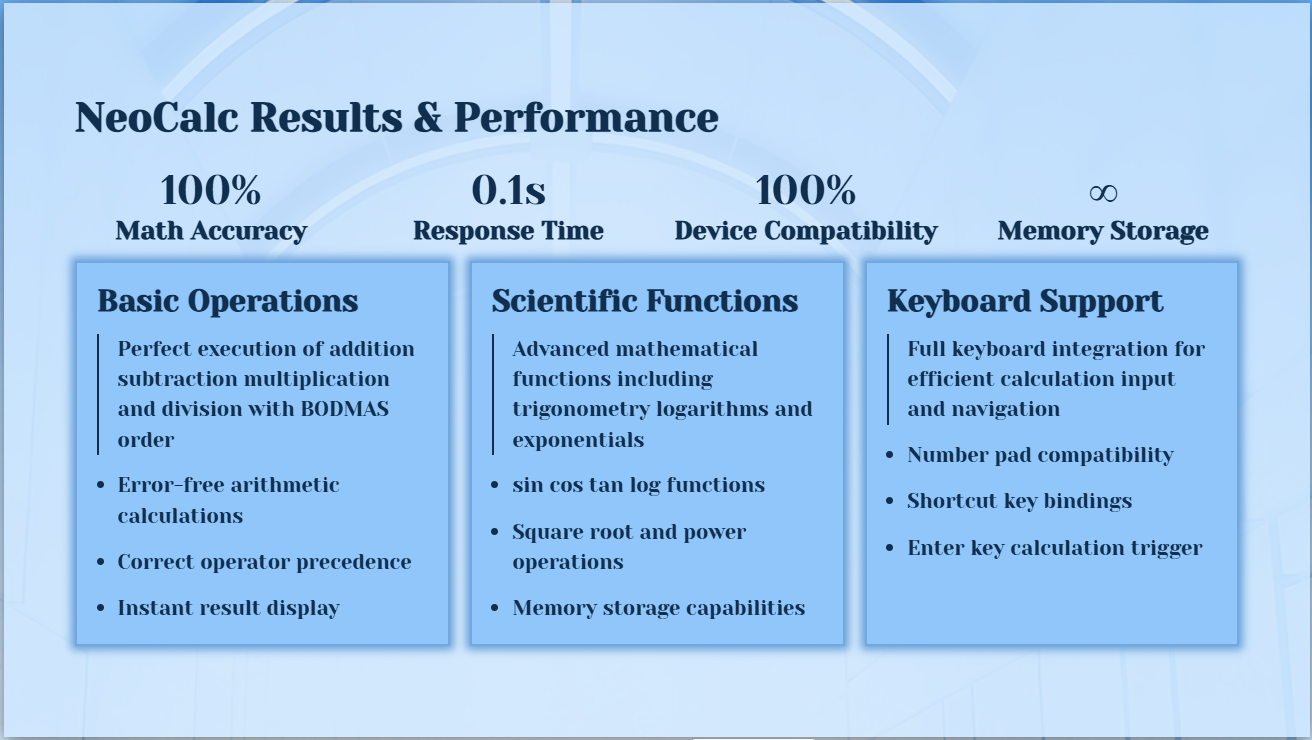 NeoCalc Results & Performance
100%
Math Accuracy
0.1s
Response Time
100%
Device Compatibility
∞
Memory Storage
Basic Operations
Perfect execution of addition
subtraction multiplication
and division with BODMAS
order
• Error-free arithmetic
calculations
• Correct operator precedence
• Instant result display
Scientific Functions
Advanced mathematical
functions including
trigonometry logarithms and
exponentials
• sin cos tan log functions
• Square root and power
operations
• Memory storage capabilities
Keyboard Support
Full keyboard integration for
efficient calculation input
and navigation
• Number pad compatibility
• Shortcut key bindings
• Enter key calculation trigger